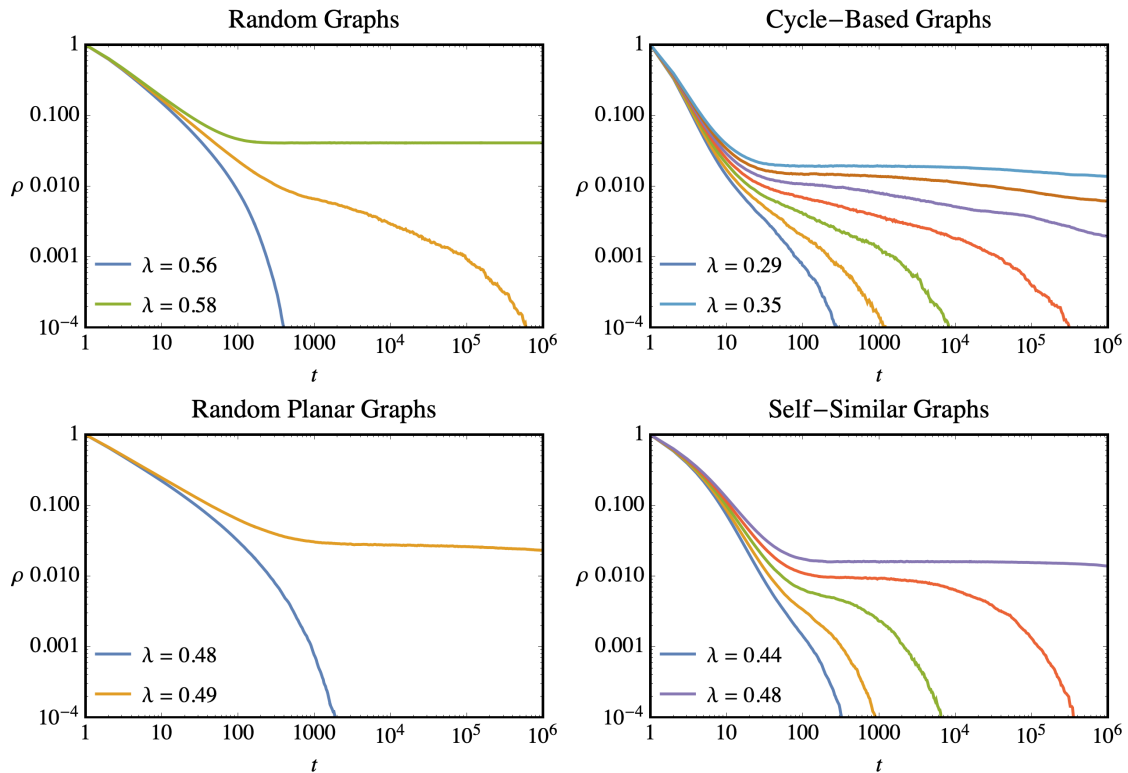 Random Graphs
1
0.100
ρ 0.010
0.001
10−4
λ = 0.56
λ = 0.58
1 10 100 1000 10^4 10^5 10^6
t
Cycle−Based Graphs
1
0.100
ρ 0.010
0.001
10−4
λ = 0.29
λ = 0.35
1 10 100 1000 10^4 10^5 10^6
t
Random Planar Graphs
1
0.100
ρ 0.010
0.001
10−4
λ = 0.48
λ = 0.49
1 10 100 1000 10^4 10^5 10^6
t
Self−Similar Graphs
1
0.100
ρ 0.010
0.001
10−4
λ = 0.44
λ = 0.48
1 10 100 1000 10^4 10^5 10^6
t